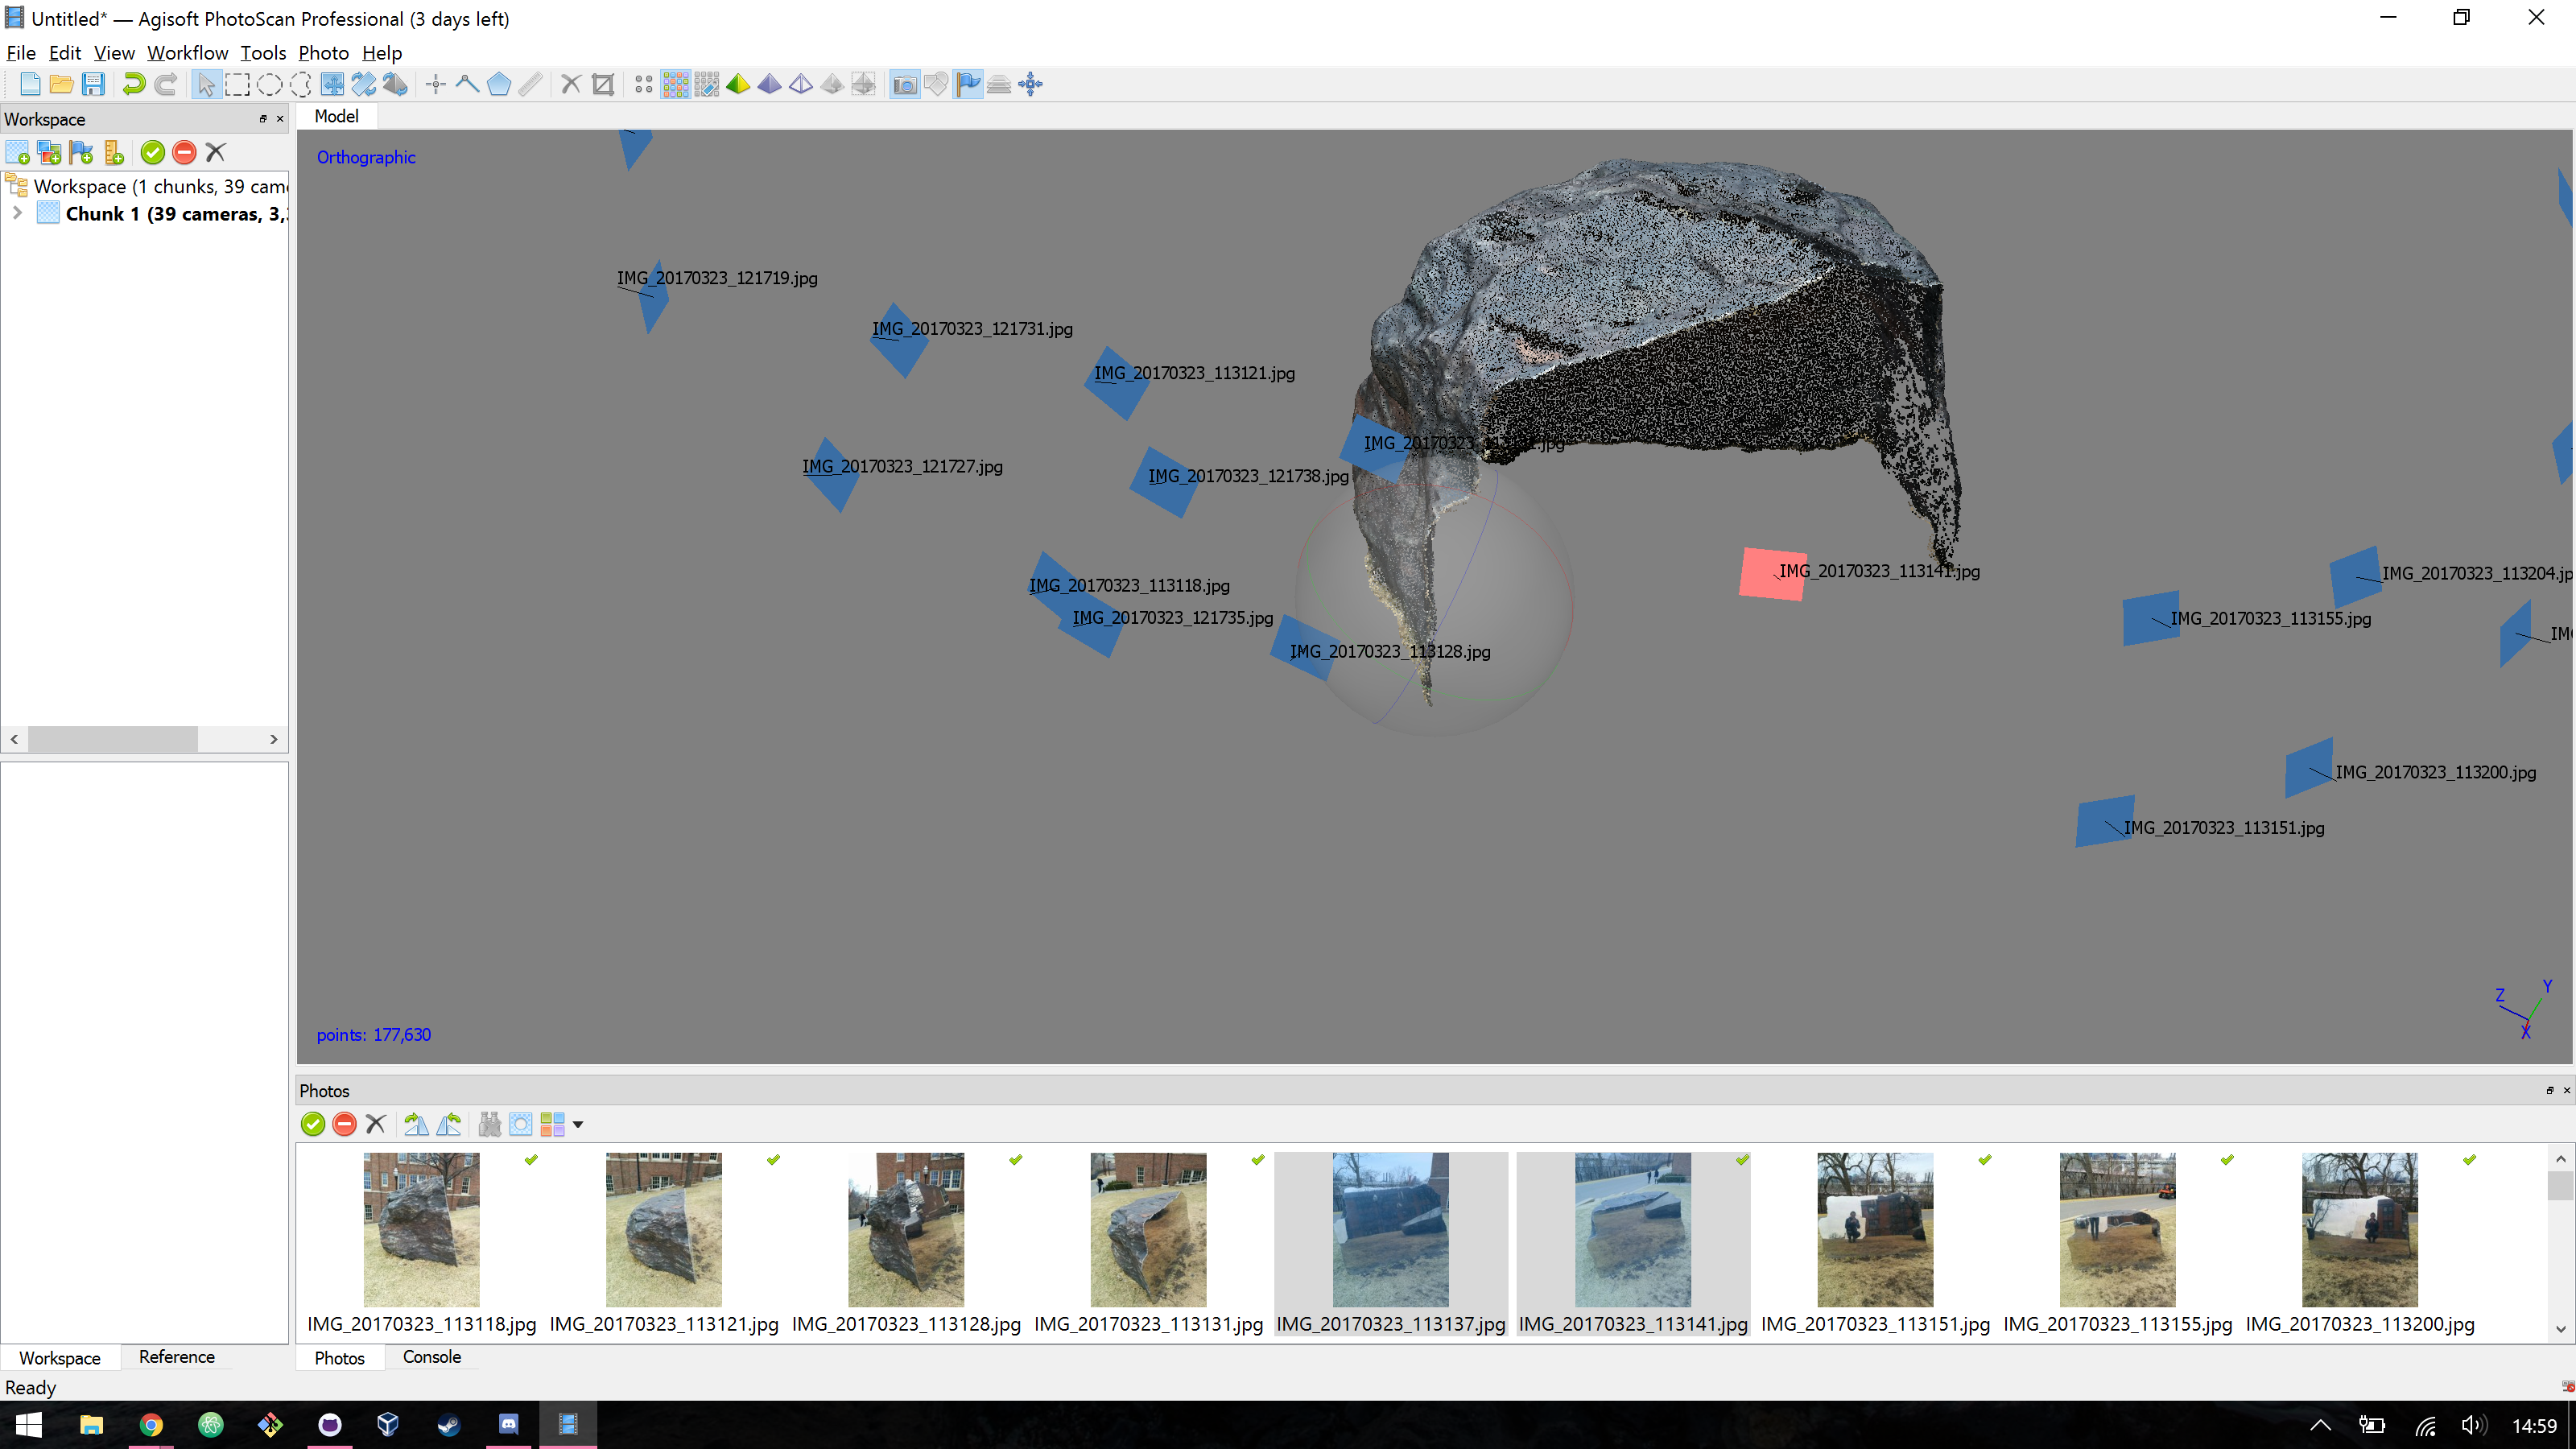 Untitled* — Agisoft PhotoScan Professional (3 days left)
File Edit View Workflow Tools Photo Help
Workspace
Model
Workspace (1 chunks, 39 cam
Chunk 1 (39 cameras, 3,
Orthographic
IMG_20170323_121719.jpg
IMG_20170323_121731.jpg
IMG_20170323_113121.jpg
IMG_20170323_121727.jpg
IMG_20170323_121738.jpg
IMG_20170323_113118.jpg
IMG_20170323_121735.jpg
IMG_20170323_113128.jpg
IMG_20170323_113141.jpg
IMG_20170323_113204.jp
IMG_20170323_113155.jpg
IMG_20170323_113200.jpg
IMG_20170323_113151.jpg
Z
Y
X
points: 177,630
Photos
IMG_20170323_113118.jpg IMG_20170323_113121.jpg IMG_20170323_113128.jpg IMG_20170323_113131.jpg IMG_20170323_113137.jpg IMG_20170323_113141.jpg IMG_20170323_113151.jpg IMG_20170323_113155.jpg IMG_20170323_113200.jpg
Workspace Reference Photos Console
Ready
14:59